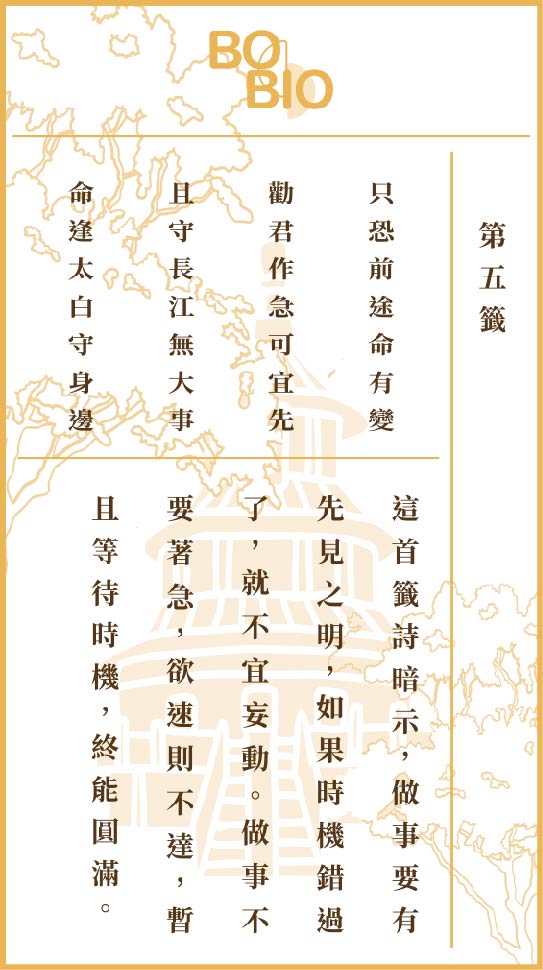 BO
BIO
第五籤
只恐前途命有變
勸君作急可宜先
且守長江無大事
命逢太白守身邊
這首籤詩暗示，做事要有
先見之明，如果時機錯過
了，就不宜妄動。做事不
要著急，欲速則不達，暫
且等待時機，終能圓滿。